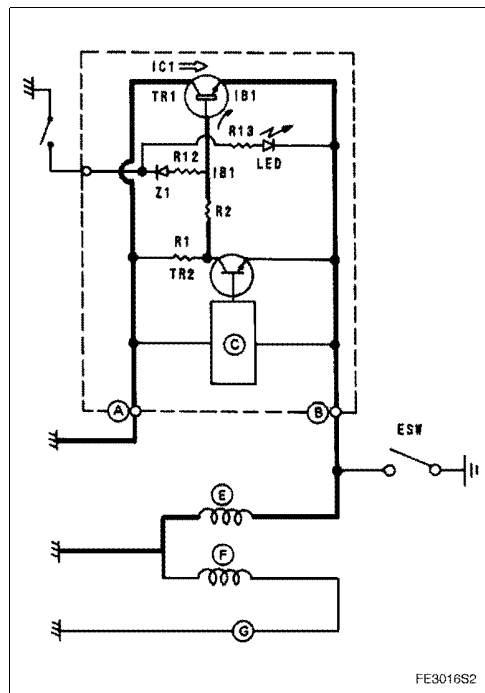 IC1
TR1 IB1
R13
LED
R12
IB1
Z1
R2
R1
TR2
C
A B
ESW
E
F
G
FE3016S2